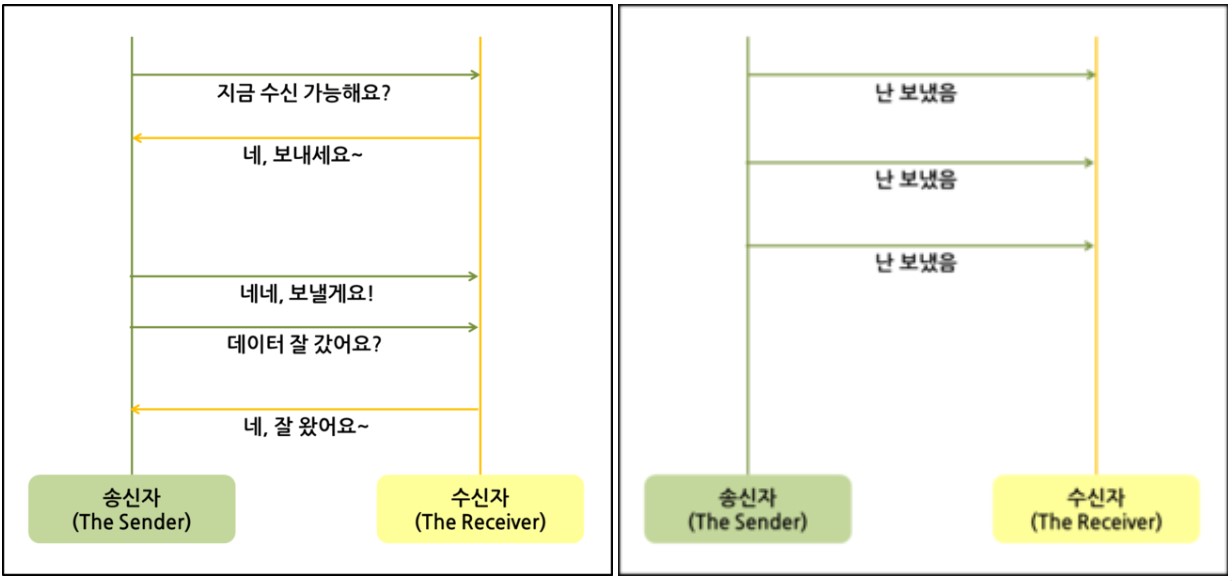 지금 수신 가능해요?
네, 보내세요~
네네, 보낼게요!
데이터 잘 갔어요?
네, 잘 왔어요~
송신자
(The Sender)
수신자
(The Receiver)
난 보냈음
난 보냈음
난 보냈음
송신자
(The Sender)
수신자
(The Receiver)